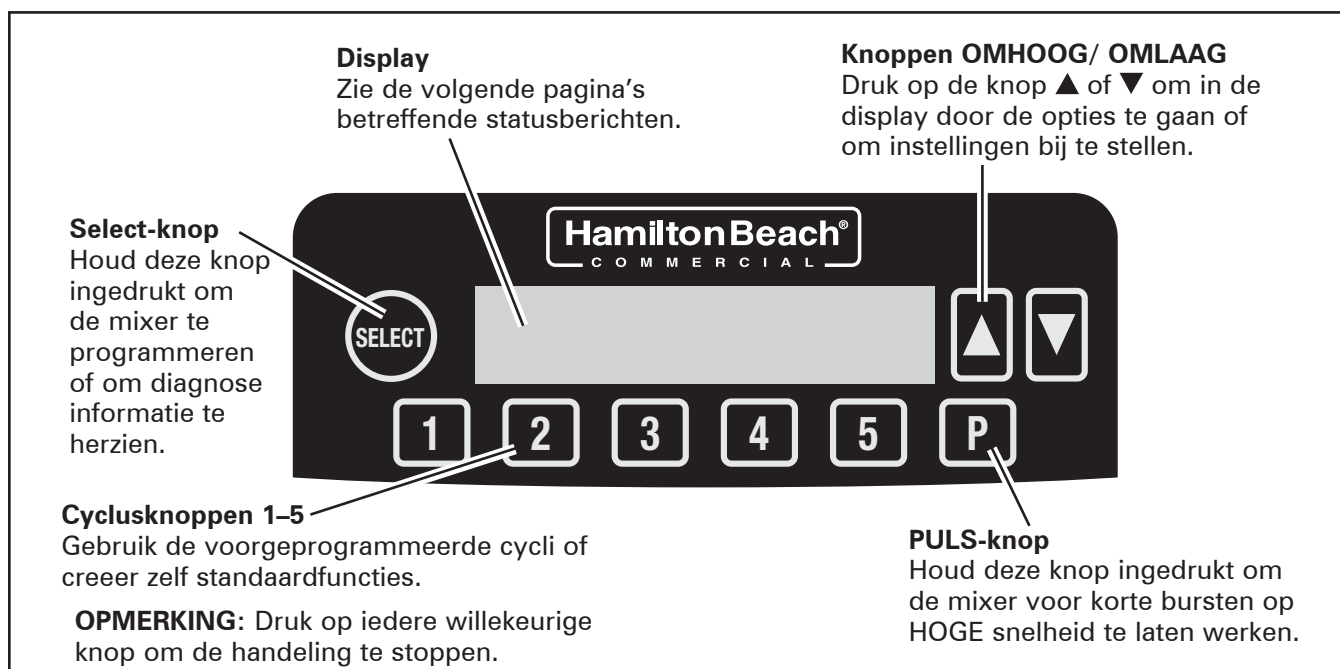 Display
Zie de volgende pagina's
betreffende statusberichten.
Knoppen OMHOOG/ OMLAAG
Druk op de knop ▲ of ▼ om in de
display door de opties te gaan of
om instellingen bij te stellen.
Select-knop
Houd deze knop
ingedrukt om
de mixer te
programmeren
of om diagnose
informatie te
herzien.
Hamilton Beach®
COMMERCIAL
SELECT
▲ ▼
1 2 3 4 5 P
Cyclusknoppen 1–5
Gebruik de voorgeprogrammeerde cycli of
creeer zelf standaardfuncties.
OPMERKING: Druk op iedere willekeurige
knop om de handeling te stoppen.
PULS-knop
Houd deze knop ingedrukt om
de mixer voor korte bursten op
HOGE snelheid te laten werken.